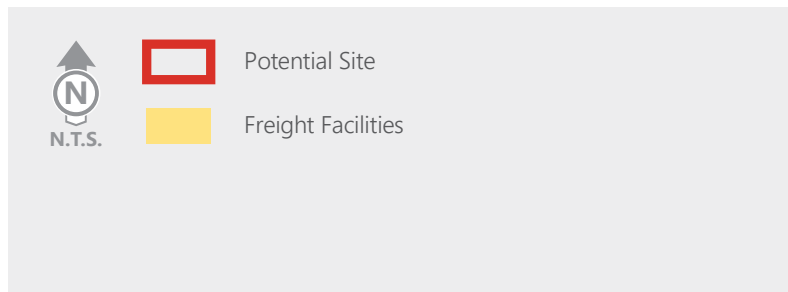 N
N.T.S.
Potential Site
Freight Facilities